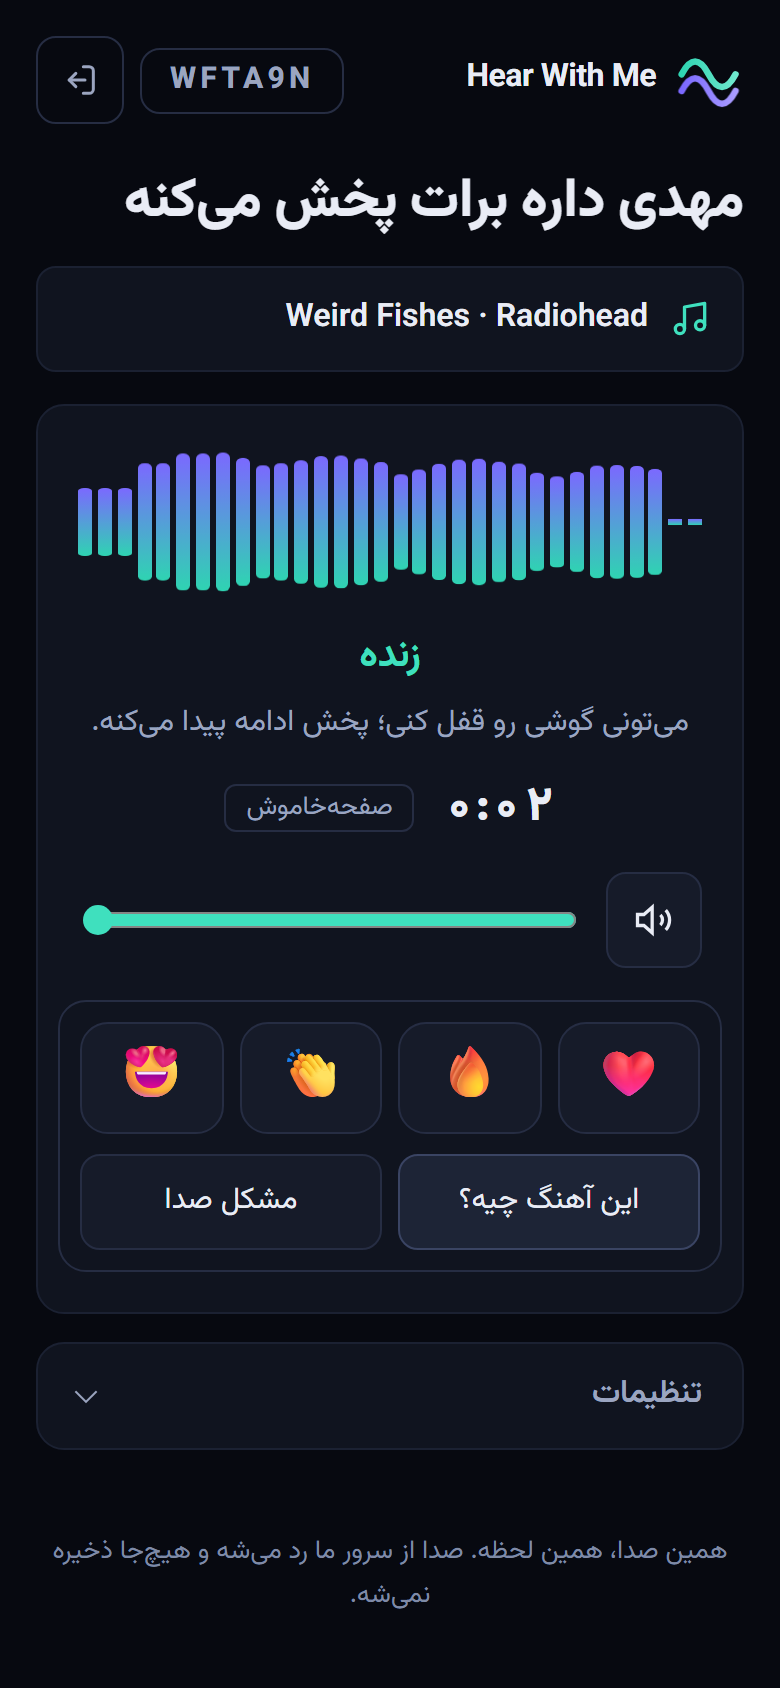 Hear With Me
WFTA9N
مهدی داره برات پخش می‌کنه
Weird Fishes · Radiohead
زنده
می‌تونی گوشی رو قفل کنی؛ پخش ادامه پیدا می‌کنه.
۰:۰۲
صفحه‌خاموش
این آهنگ چیه؟
مشکل صدا
تنظیمات
همین صدا، همین لحظه. صدا از سرور ما رد می‌شه و هیچ‌جا ذخیره
نمی‌شه.